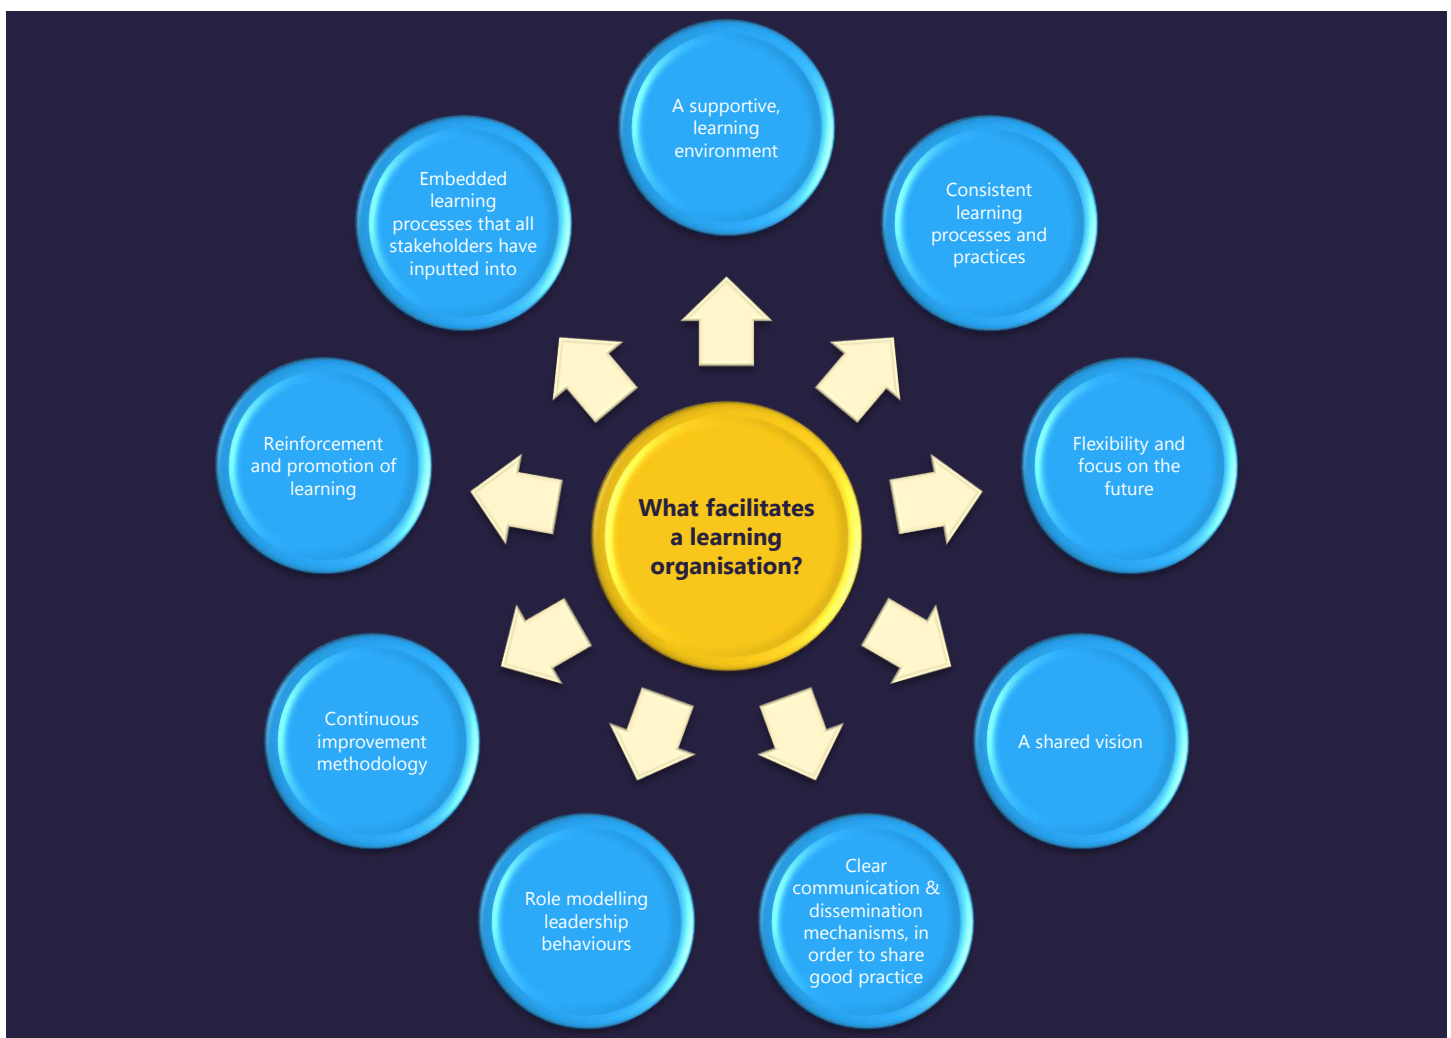 A supportive,
learning
environment
Consistent
learning
processes and
practices
Flexibility and
focus on the
future
A shared vision
Clear
communication &
dissemination
mechanisms, in
order to share
good practice
Role modelling
leadership
behaviours
Continuous
improvement
methodology
Reinforcement
and promotion of
learning
Embedded
learning
processes that all
stakeholders have
inputted into
What facilitates
a learning
organisation?